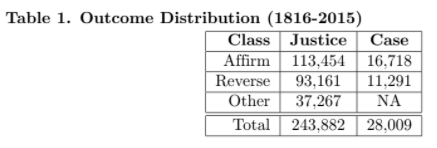 Table 1. Outcome Distribution (1816-2015)
Class Justice Case
Affirm 113,454 16,718
Reverse 93,161 11,291
Other 37,267 NA
Total 243,882 28,009